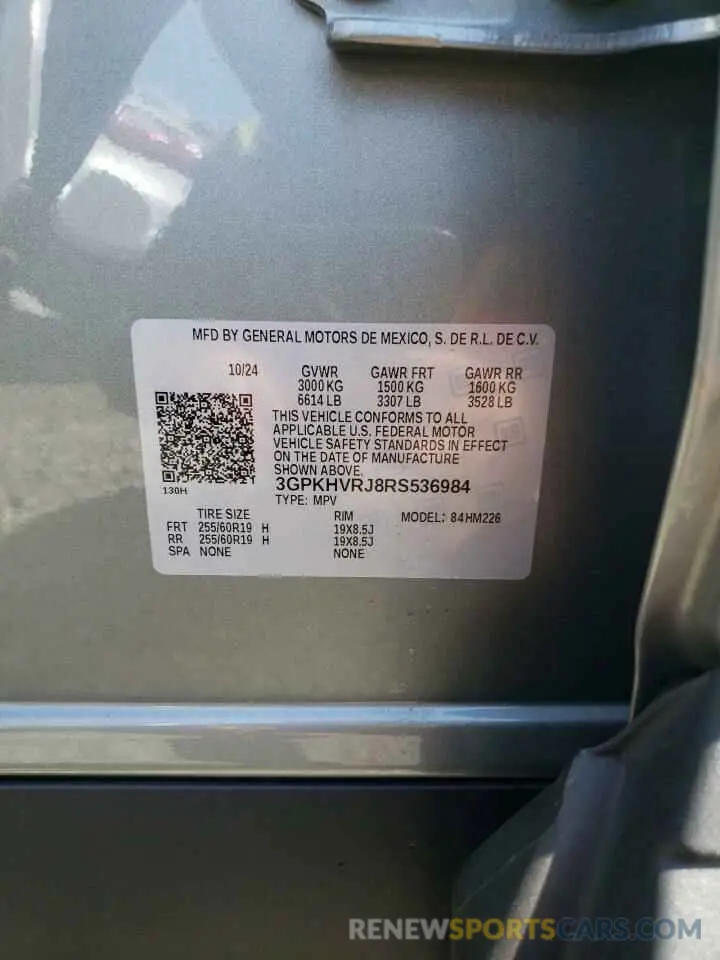 MFD BY GENERAL MOTORS DE MEXICO, S. DE R.L. DE C.V.
10/24 GVWR GAWR FRT GAWR RR
3000 KG 1500 KG 1600 KG
6614 LB 3307 LB 3528 LB
THIS VEHICLE CONFORMS TO ALL
APPLICABLE U.S. FEDERAL MOTOR
VEHICLE SAFETY STANDARDS IN EFFECT
ON THE DATE OF MANUFACTURE
SHOWN ABOVE.
130H 3GPKHVRJ8RS536984
TYPE: MPV
TIRE SIZE RIM MODEL: 84HM226
FRT 255/60R19 H 19X8.5J
RR 255/60R19 H 19X8.5J
SPA NONE NONE
RENEWSPORTSCARS.COM